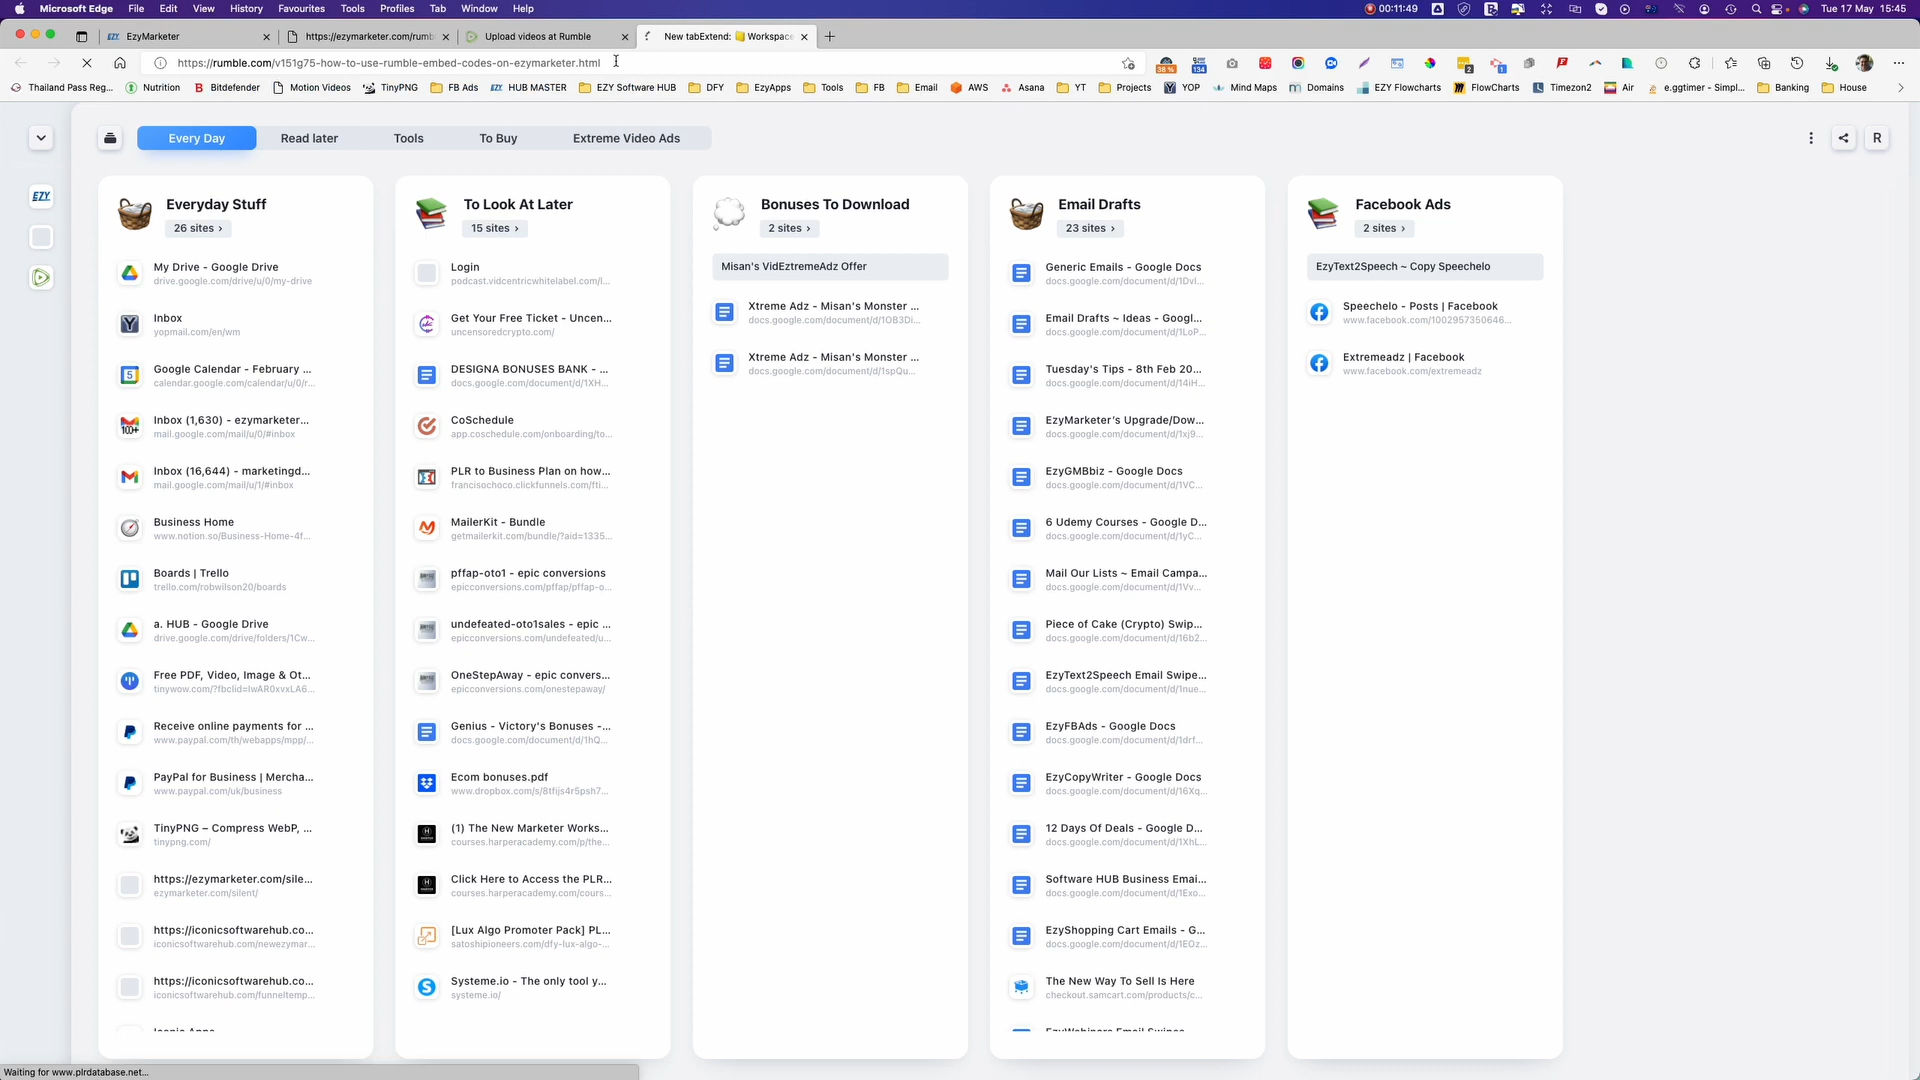 Microsoft Edge File Edit View History Favourites Tools Profiles Tab Window Help
00:11:49
Tue 17 May 15:45
EZY EzyMarketer
https://ezymarketer.com/rumb
Upload videos at Rumble
New tabExtend: Workspace
https://rumble.com/v151g75-how-to-use-rumble-embed-codes-on-ezymarketer.html
38 %
134
2
1
Thailand Pass Reg...
Nutrition
Bitdefender
Motion Videos
TinyPNG
FB Ads
EZY HUB MASTER
EZY Software HUB
DFY
EzyApps
Tools
FB
Email
AWS
Asana
YT
Projects
YOP
Mind Maps
Domains
EZY Flowcharts
FlowCharts
Timezon2
Air
e.ggtimer - Simpl...
Banking
House
Every Day
Read later
Tools
To Buy
Extreme Video Ads
R
EZY
Everyday Stuff
26 sites ›
My Drive - Google Drive
drive.google.com/drive/u/0/my-drive
Inbox
yopmail.com/en/wm
5
Google Calendar - February ...
calendar.google.com/calendar/u/0/r...
100+
Inbox (1,630) - ezymarketer...
mail.google.com/mail/u/0/#inbox
Inbox (16,644) - marketingd...
mail.google.com/mail/u/1/#inbox
Business Home
www.notion.so/Business-Home-4f...
Boards | Trello
trello.com/robwilson20/boards
a. HUB - Google Drive
drive.google.com/drive/folders/1Cw...
Free PDF, Video, Image & Ot...
tinywow.com/?fbclid=IwAR0xvxLA6...
Receive online payments for ...
www.paypal.com/th/webapps/mpp/...
PayPal for Business | Mercha...
www.paypal.com/uk/business
TinyPNG – Compress WebP, ...
tinypng.com/
https://ezymarketer.com/sile...
ezymarketer.com/silent/
https://iconicsoftwarehub.co...
iconicsoftwarehub.com/newezymar...
https://iconicsoftwarehub.co...
iconicsoftwarehub.com/funneltemp...
Iconic Apps
To Look At Later
15 sites ›
Login
podcast.vidcentricwhitelabel.com/l...
Get Your Free Ticket - Uncen...
uncensoredcrypto.com/
DESIGNA BONUSES BANK - ...
docs.google.com/document/d/1XH...
CoSchedule
app.coschedule.com/onboarding/to...
PLR to Business Plan on how...
franciscochoco.clickfunnels.com/fti...
MailerKit - Bundle
getmailerkit.com/bundle/?aid=1335...
pffap-oto1 - epic conversions
epicconversions.com/pffap/pffap-o...
undefeated-oto1sales - epic ...
epicconversions.com/undefeated/u...
OneStepAway - epic convers...
epicconversions.com/onestepaway/
Genius - Victory's Bonuses -...
docs.google.com/document/d/1hQ...
Ecom bonuses.pdf
www.dropbox.com/s/8tfijs4r5psh7...
(1) The New Marketer Works...
courses.harperacademy.com/p/the...
Click Here to Access the PLR...
courses.harperacademy.com/cours...
[Lux Algo Promoter Pack] PL...
satoshipioneers.com/dfy-lux-algo-...
Systeme.io - The only tool y...
systeme.io/
Bonuses To Download
2 sites ›
Misan's VidEztremeAdz Offer
Xtreme Adz - Misan's Monster ...
docs.google.com/document/d/1OB3Di...
Xtreme Adz - Misan's Monster ...
docs.google.com/document/d/1spQu...
Email Drafts
23 sites ›
Generic Emails - Google Docs
docs.google.com/document/d/1Dvl...
Email Drafts ~ Ideas - Googl...
docs.google.com/document/d/1LoP...
Tuesday's Tips - 8th Feb 20...
docs.google.com/document/d/14iH...
EzyMarketer's Upgrade/Dow...
docs.google.com/document/d/1xj9...
EzyGMBbiz - Google Docs
docs.google.com/document/d/1VC...
6 Udemy Courses - Google D...
docs.google.com/document/d/1yC...
Mail Our Lists ~ Email Campa...
docs.google.com/document/d/1Vv...
Piece of Cake (Crypto) Swip...
docs.google.com/document/d/16b2...
EzyText2Speech Email Swipe...
docs.google.com/document/d/1nue...
EzyFBAds - Google Docs
docs.google.com/document/d/1drf...
EzyCopyWriter - Google Docs
docs.google.com/document/d/16Xq...
12 Days Of Deals - Google D...
docs.google.com/document/d/1XhL...
Software HUB Business Emai...
docs.google.com/document/d/1Exo...
EzyShopping Cart Emails - G...
docs.google.com/document/d/1EOz...
The New Way To Sell Is Here
checkout.samcart.com/products/c...
EzyWebinars Email Swipes
Facebook Ads
2 sites ›
EzyText2Speech ~ Copy Speechelo
Speechelo - Posts | Facebook
www.facebook.com/1002957350646...
Extremeadz | Facebook
www.facebook.com/extremeadz
Waiting for www.plrdatabase.net...